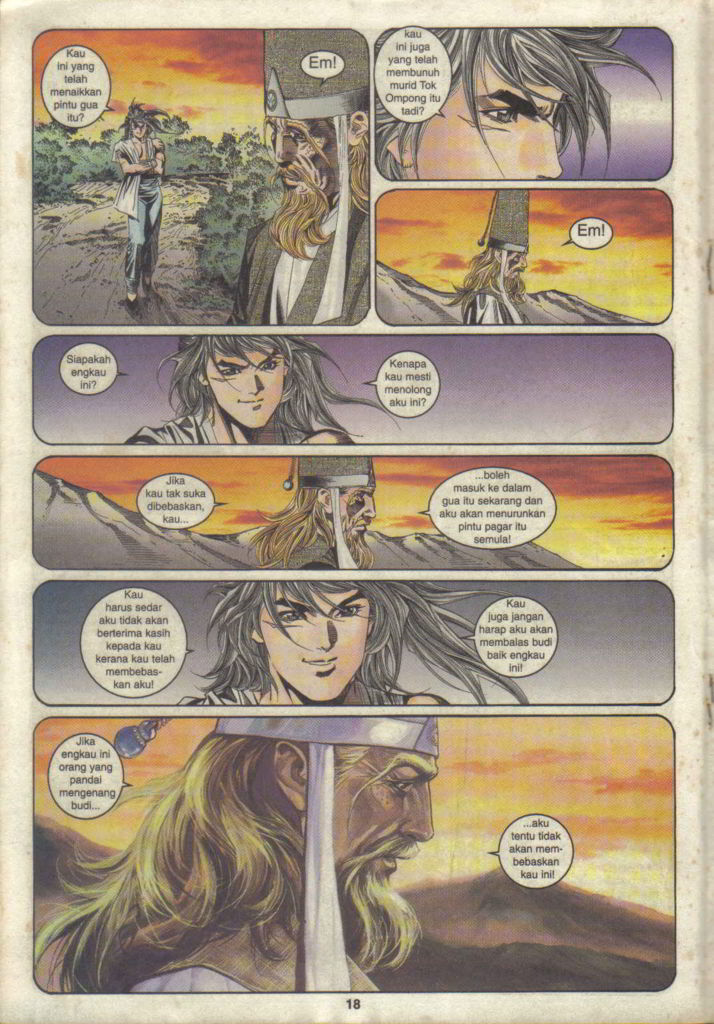 Kau
ini yang
telah
menaikkan
pintu gua
itu?
Em!
kau
ini juga
yang telah
membunuh
murid Tok
Ompong itu
tadi?
Em!
Siapakah
engkau
ini?
Kenapa
kau mesti
menolong
aku ini?
Jika
kau tak suka
dibebaskan,
kau...
...boleh
masuk ke dalam
gua itu sekarang dan
aku akan menurunkan
pintu pagar itu
semula!
Kau
harus sedar
aku tidak akan
berterima kasih
kepada kau
kerana kau telah
membebas-
kan aku!
Kau
juga jangan
harap aku akan
membalas budi
baik engkau
ini!
Jika
engkau ini
orang yang
pandai
mengenang
budi...
...aku
tentu tidak
akan mem-
bebaskan
kau ini!
18